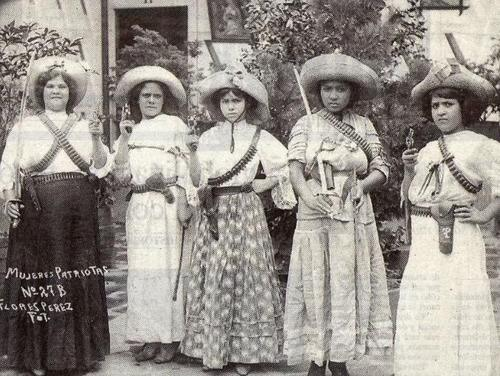 MUJERES PATRIOTAS
Nº 27 B
FLORES PEREZ
FOT.